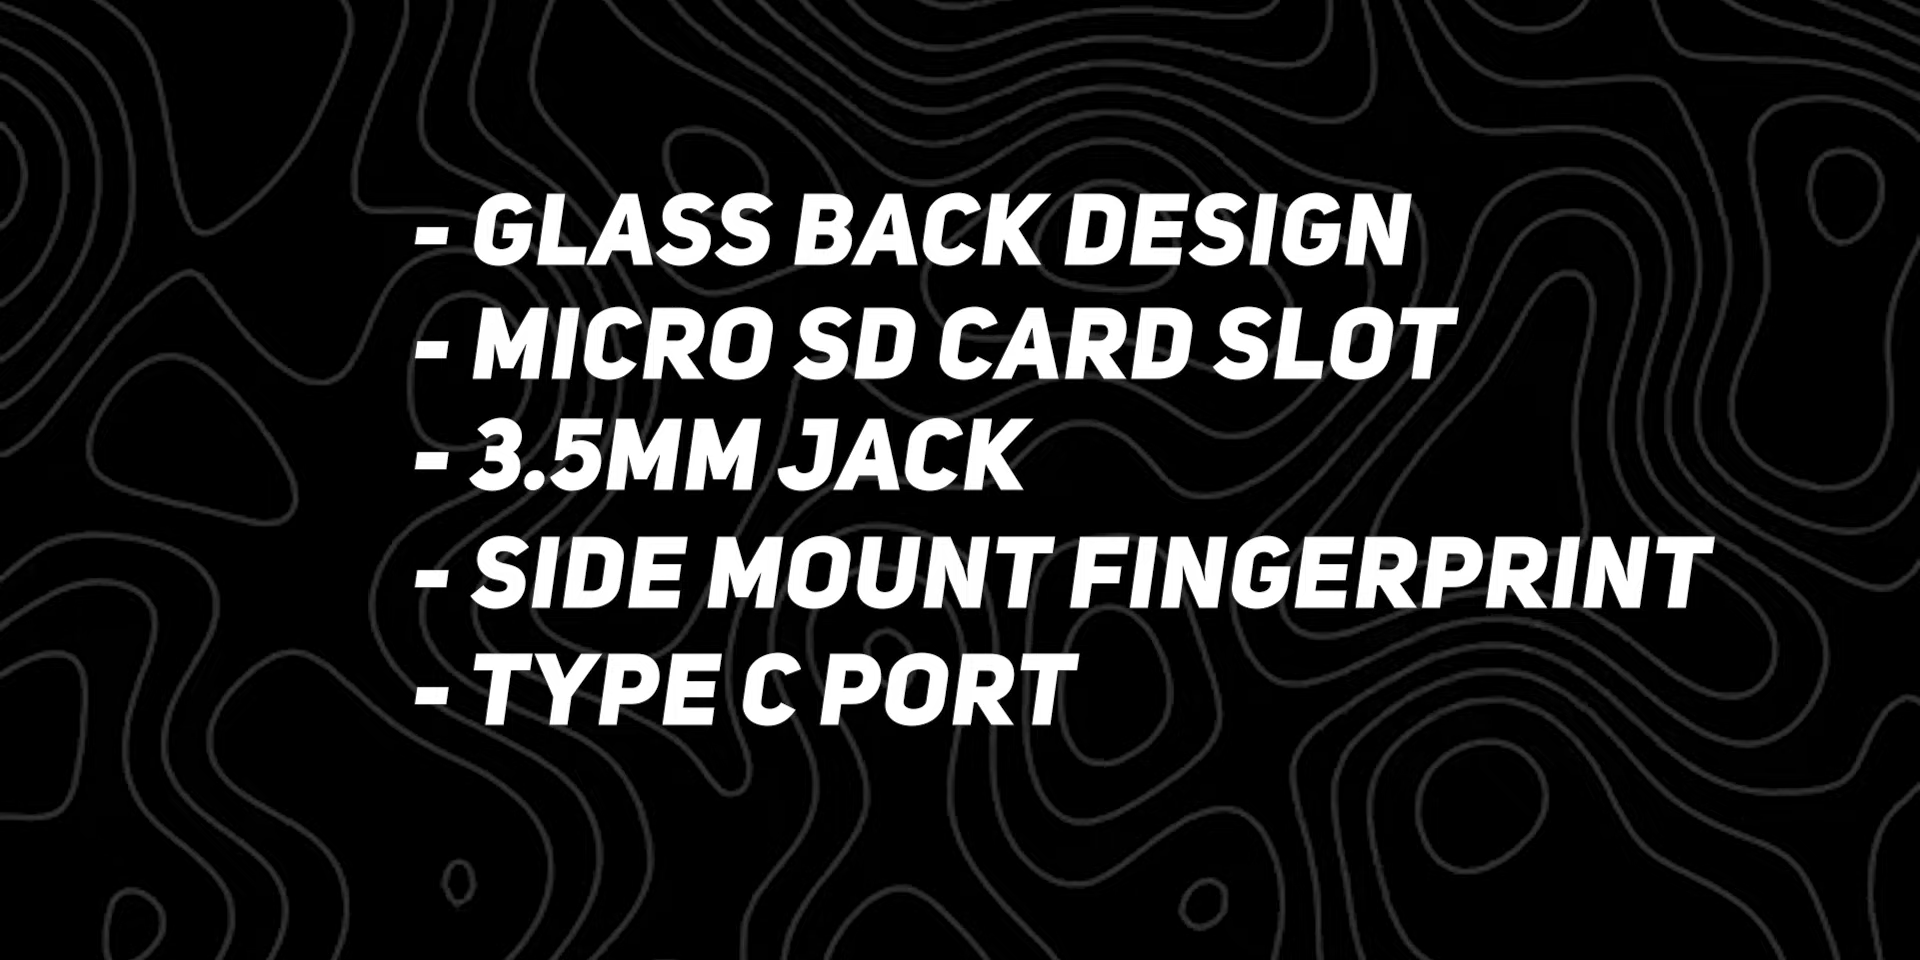 - GLASS BACK DESIGN
- MICRO SD CARD SLOT
- 3.5MM JACK
- SIDE MOUNT FINGERPRINT
- TYPE C PORT